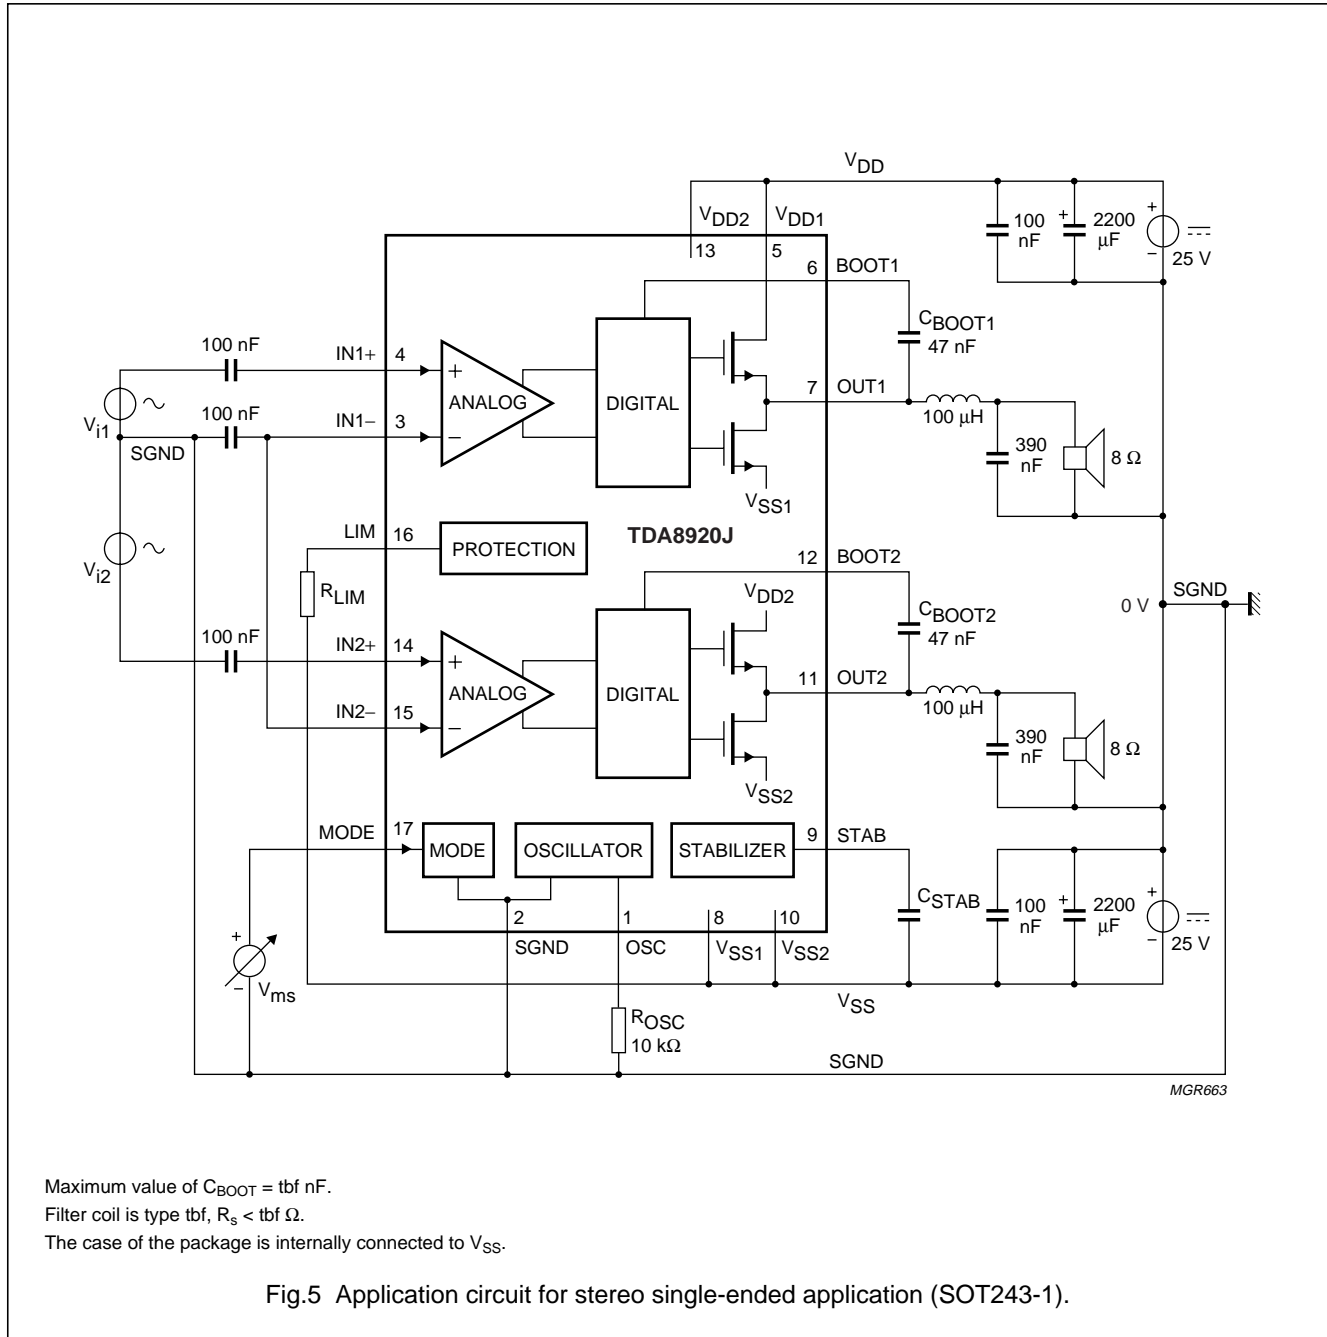 VDD
VDD2 VDD1
13 5
100 nF
2200 µF
+
−
25 V
6 BOOT1
CBOOT1
47 nF
100 nF
IN1+ 4
+
ANALOG
−
DIGITAL
7 OUT1
100 µH
390 nF
8 Ω
Vi1
100 nF
IN1− 3
SGND
VSS1
LIM 16
PROTECTION
TDA8920J
RLIM
12 BOOT2
VDD2
CBOOT2
47 nF
0 V
SGND
Vi2
100 nF
IN2+ 14
+
ANALOG
−
DIGITAL
11 OUT2
100 µH
390 nF
8 Ω
IN2− 15
VSS2
MODE 17
MODE
OSCILLATOR
STABILIZER
9 STAB
CSTAB
100 nF
2200 µF
+
−
25 V
2 1 8 10
SGND OSC VSS1 VSS2
+
−
Vms
VSS
ROSC
10 kΩ
SGND
MGR663
Maximum value of CBOOT = tbf nF.
Filter coil is type tbf, Rs < tbf Ω.
The case of the package is internally connected to VSS.
Fig.5 Application circuit for stereo single-ended application (SOT243-1).